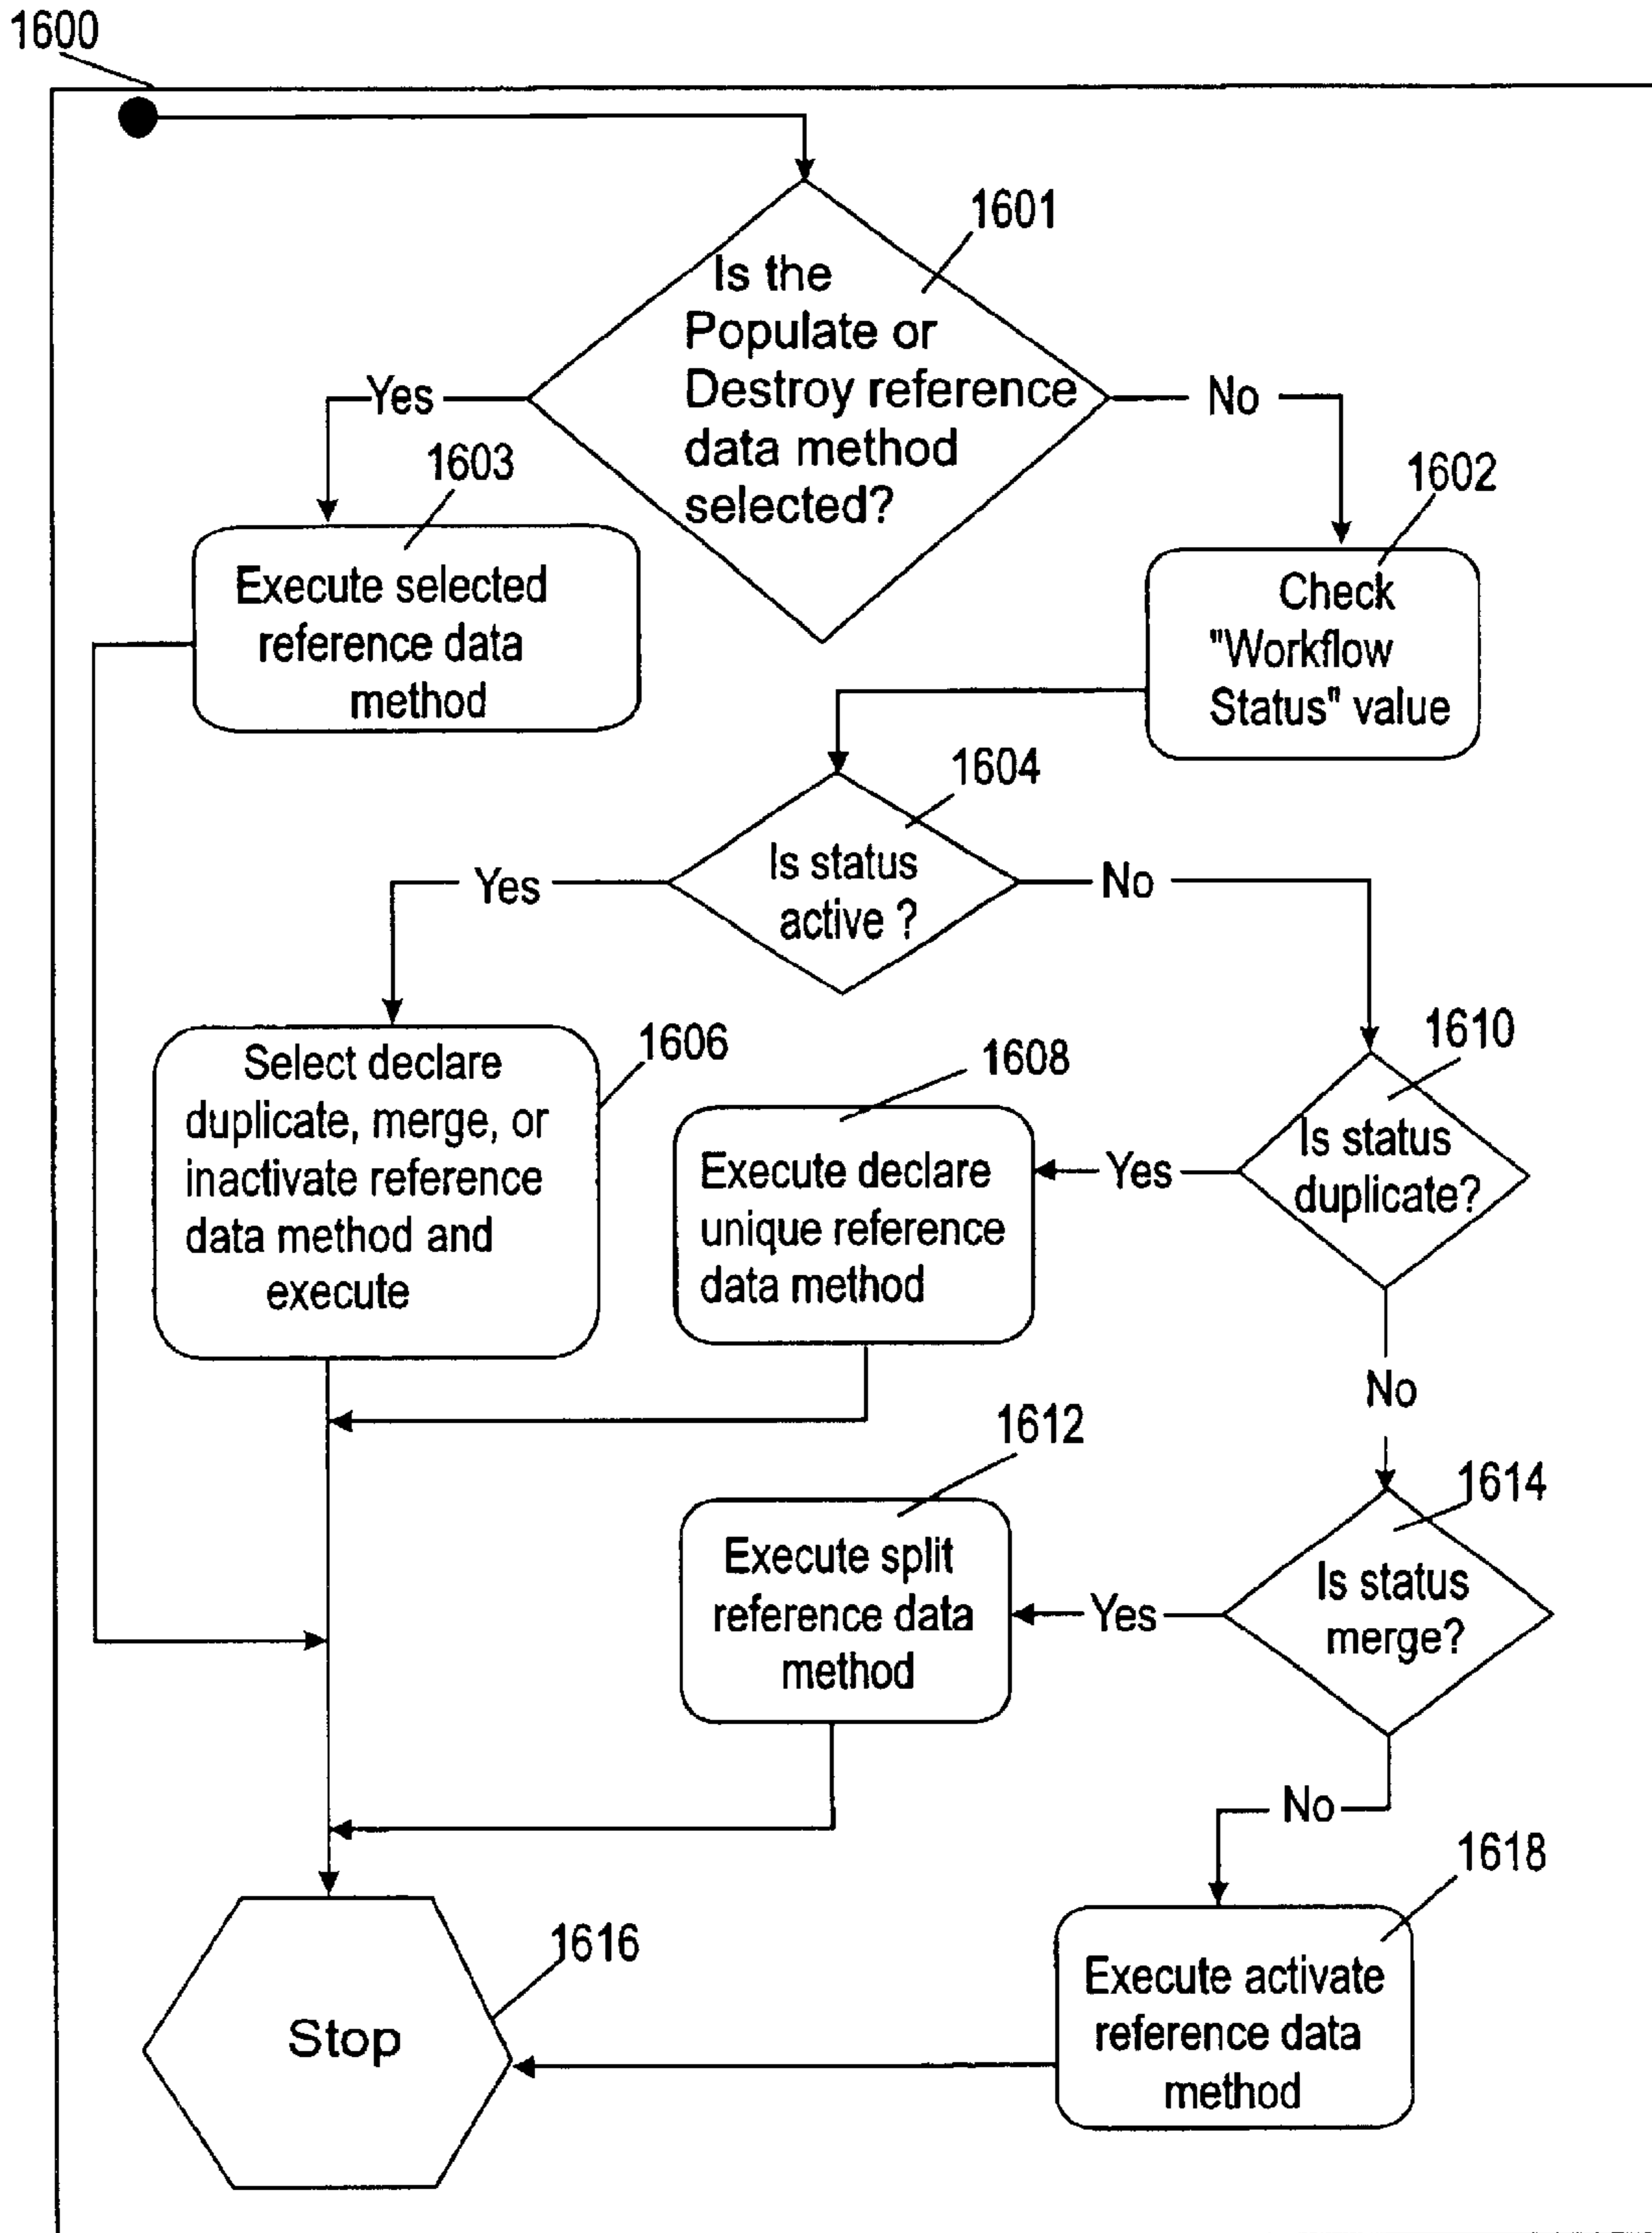 1600
1601
Is the
Populate or
Destroy reference
data method
selected?
Yes
No
1603
1602
Execute selected
reference data
method
Check
"Workflow
Status" value
1604
Is status
active ?
Yes
No
1606
1608
1610
Select declare
duplicate, merge, or
inactivate reference
data method and
execute
Execute declare
unique reference
data method
Yes
Is status
duplicate?
No
1612
1614
Execute split
reference data
method
Yes
Is status
merge?
No
1618
1616
Stop
Execute activate
reference data
method